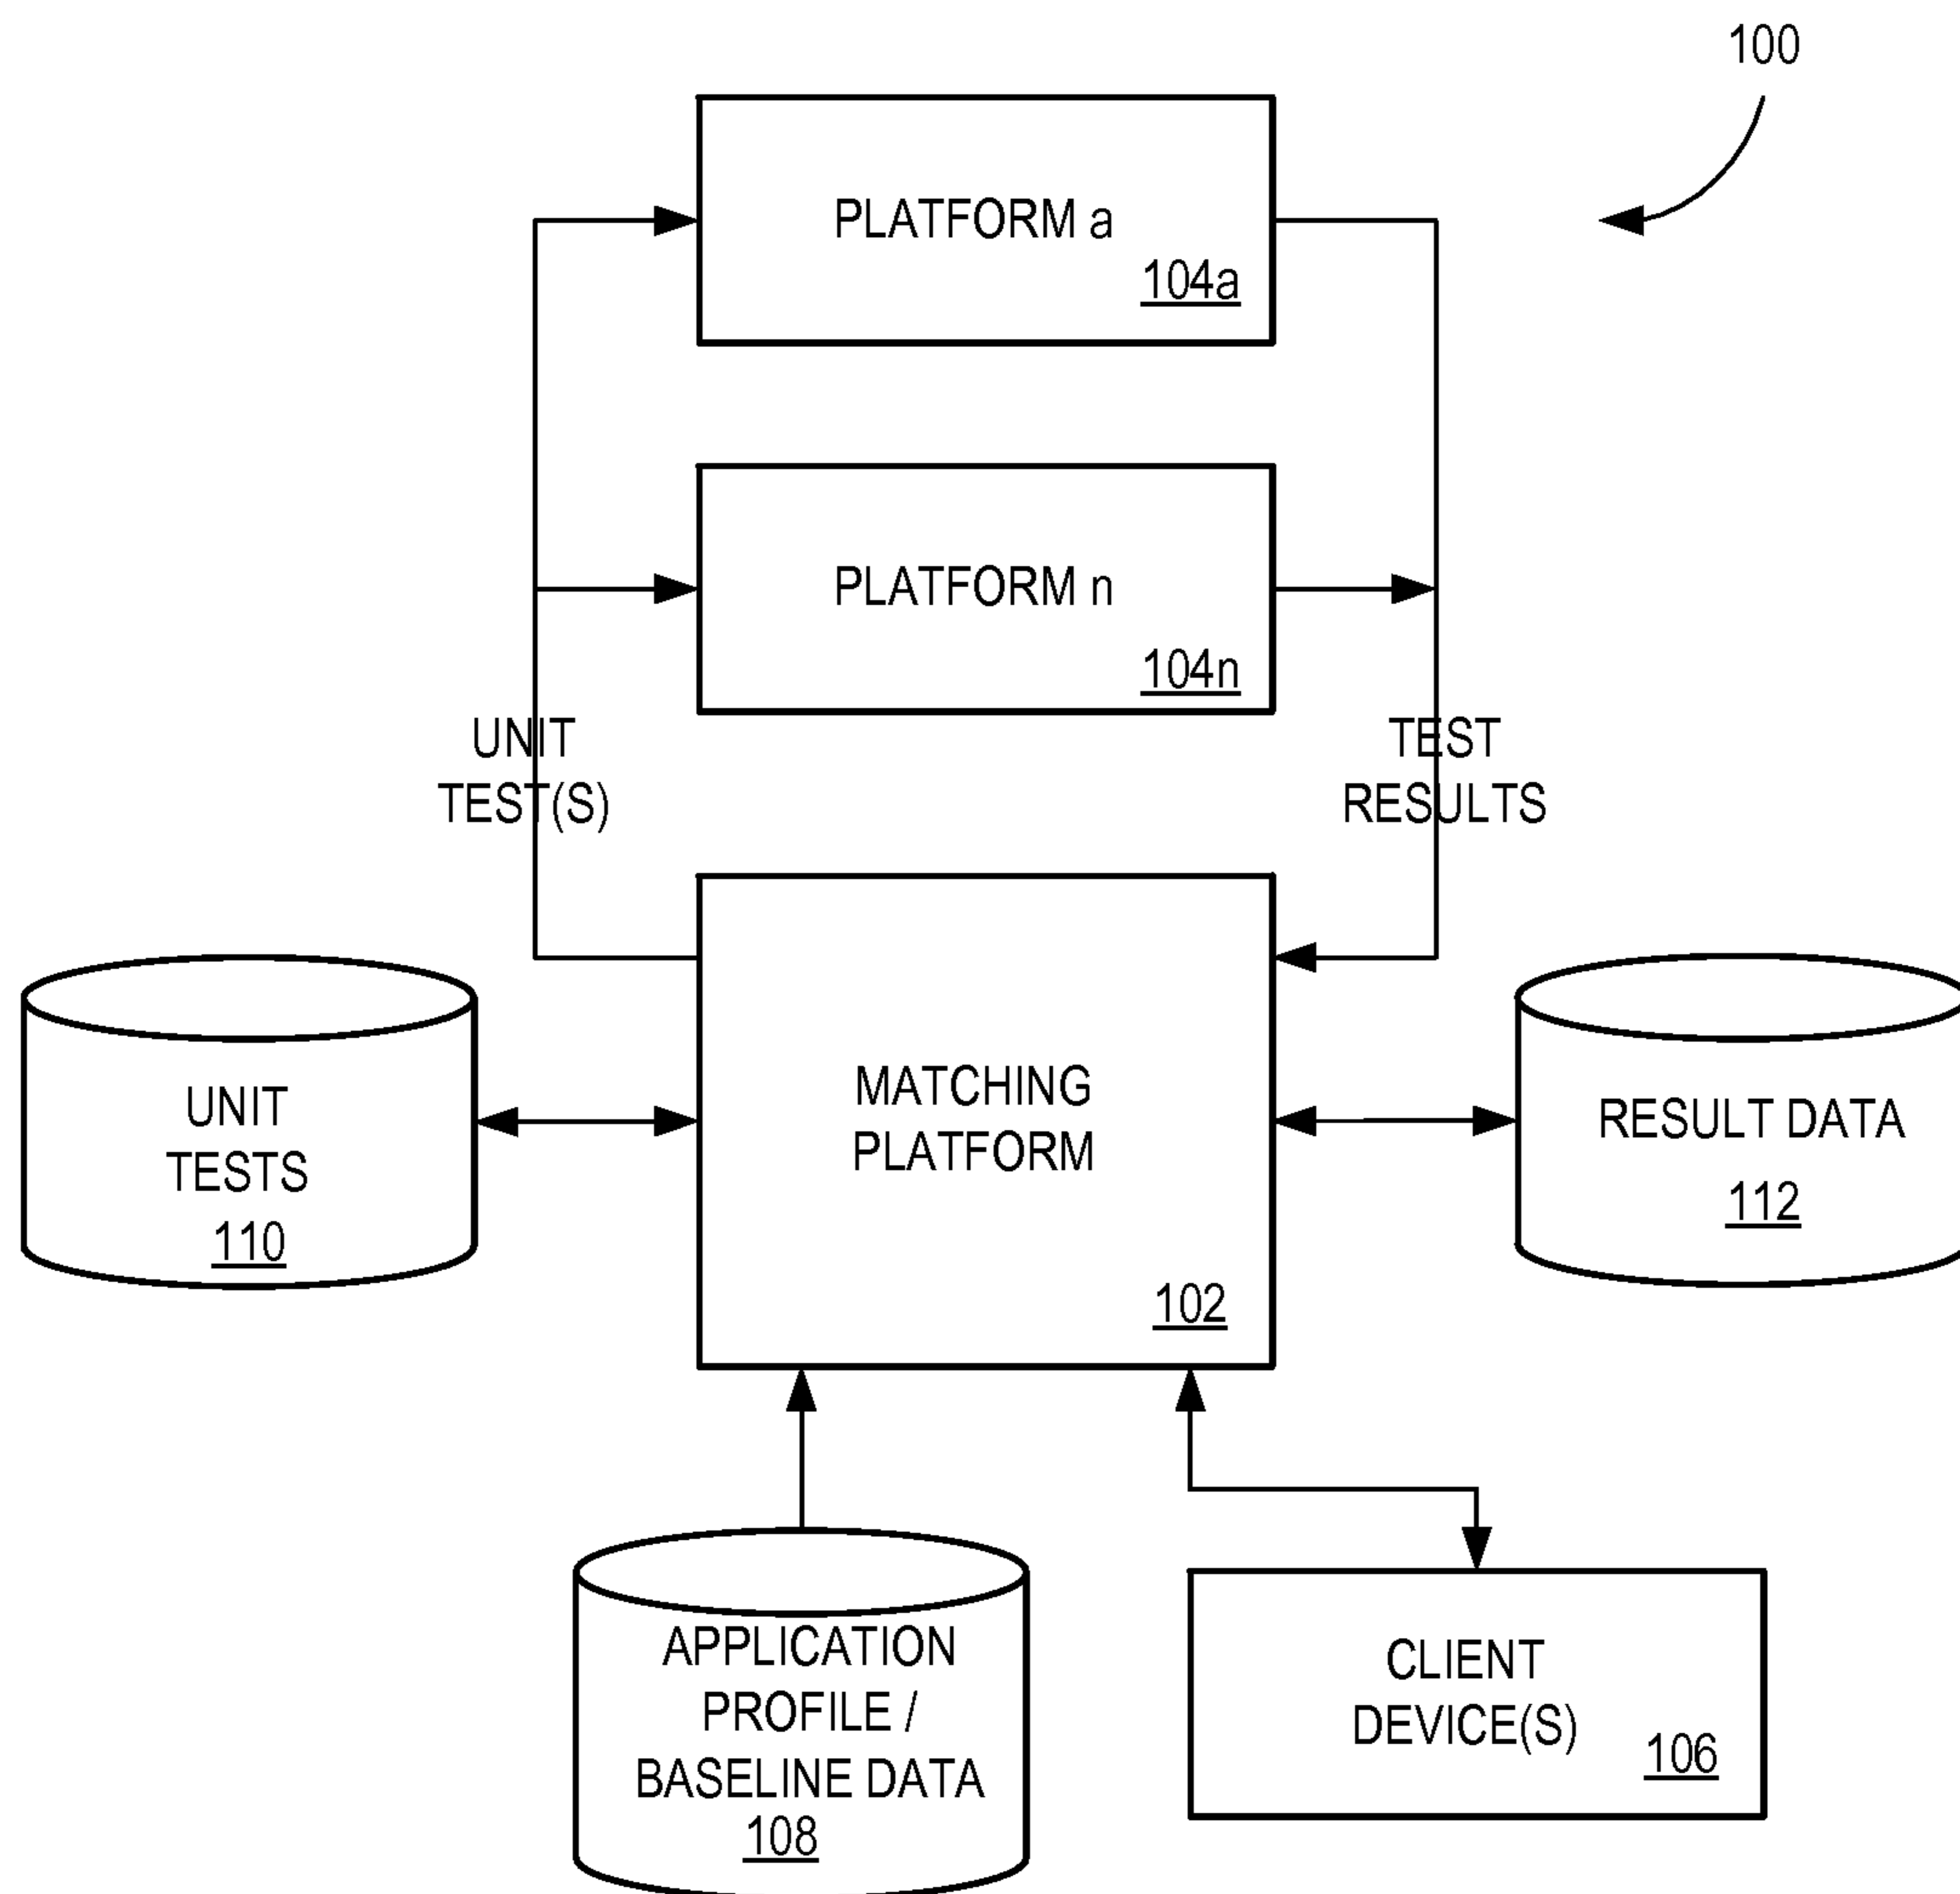 100
PLATFORM a
104a
PLATFORM n
104n
UNIT
TEST(S)
TEST
RESULTS
MATCHING
PLATFORM
102
UNIT
TESTS
110
RESULT DATA
112
APPLICATION
PROFILE /
BASELINE DATA
108
CLIENT
DEVICE(S)
106